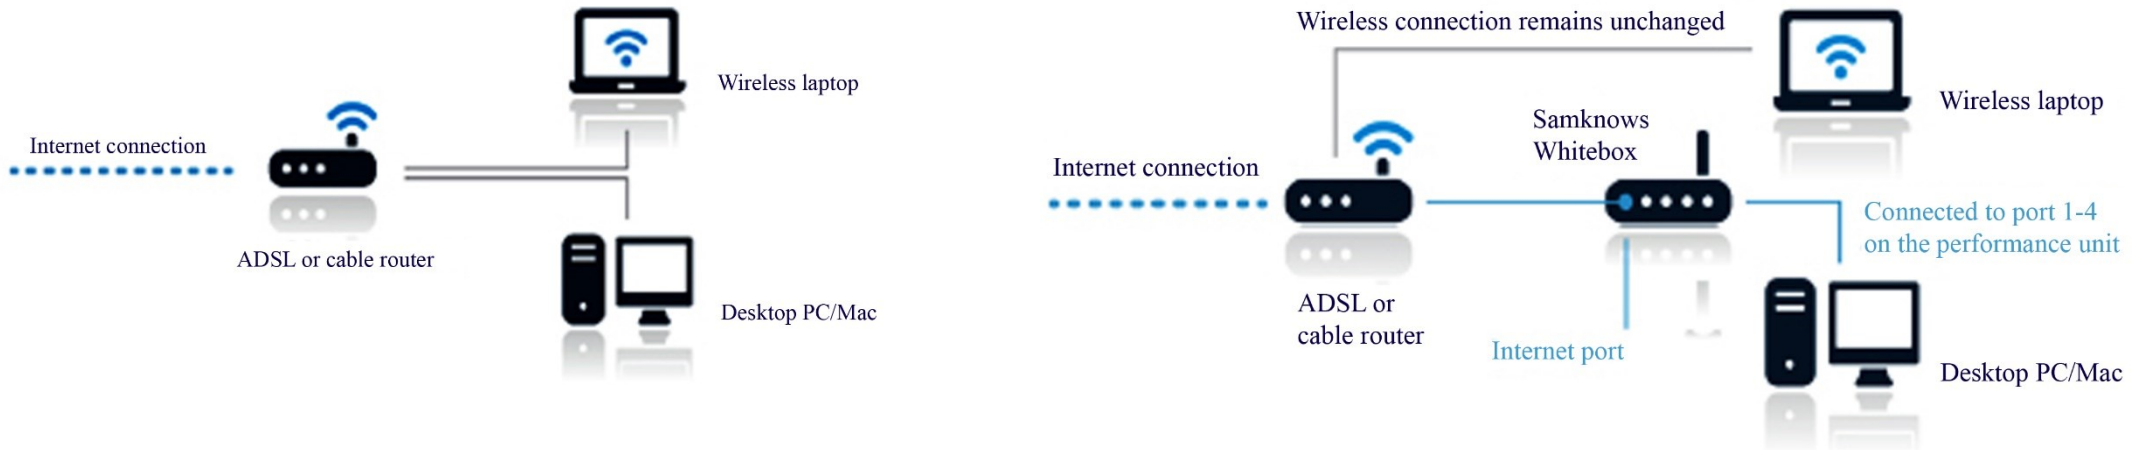 Wireless laptop
Internet connection
ADSL or cable router
Desktop PC/Mac
Wireless connection remains unchanged
Wireless laptop
Samknows
Whitebox
Internet connection
Connected to port 1-4
on the performance unit
ADSL or
cable router
Internet port
Desktop PC/Mac